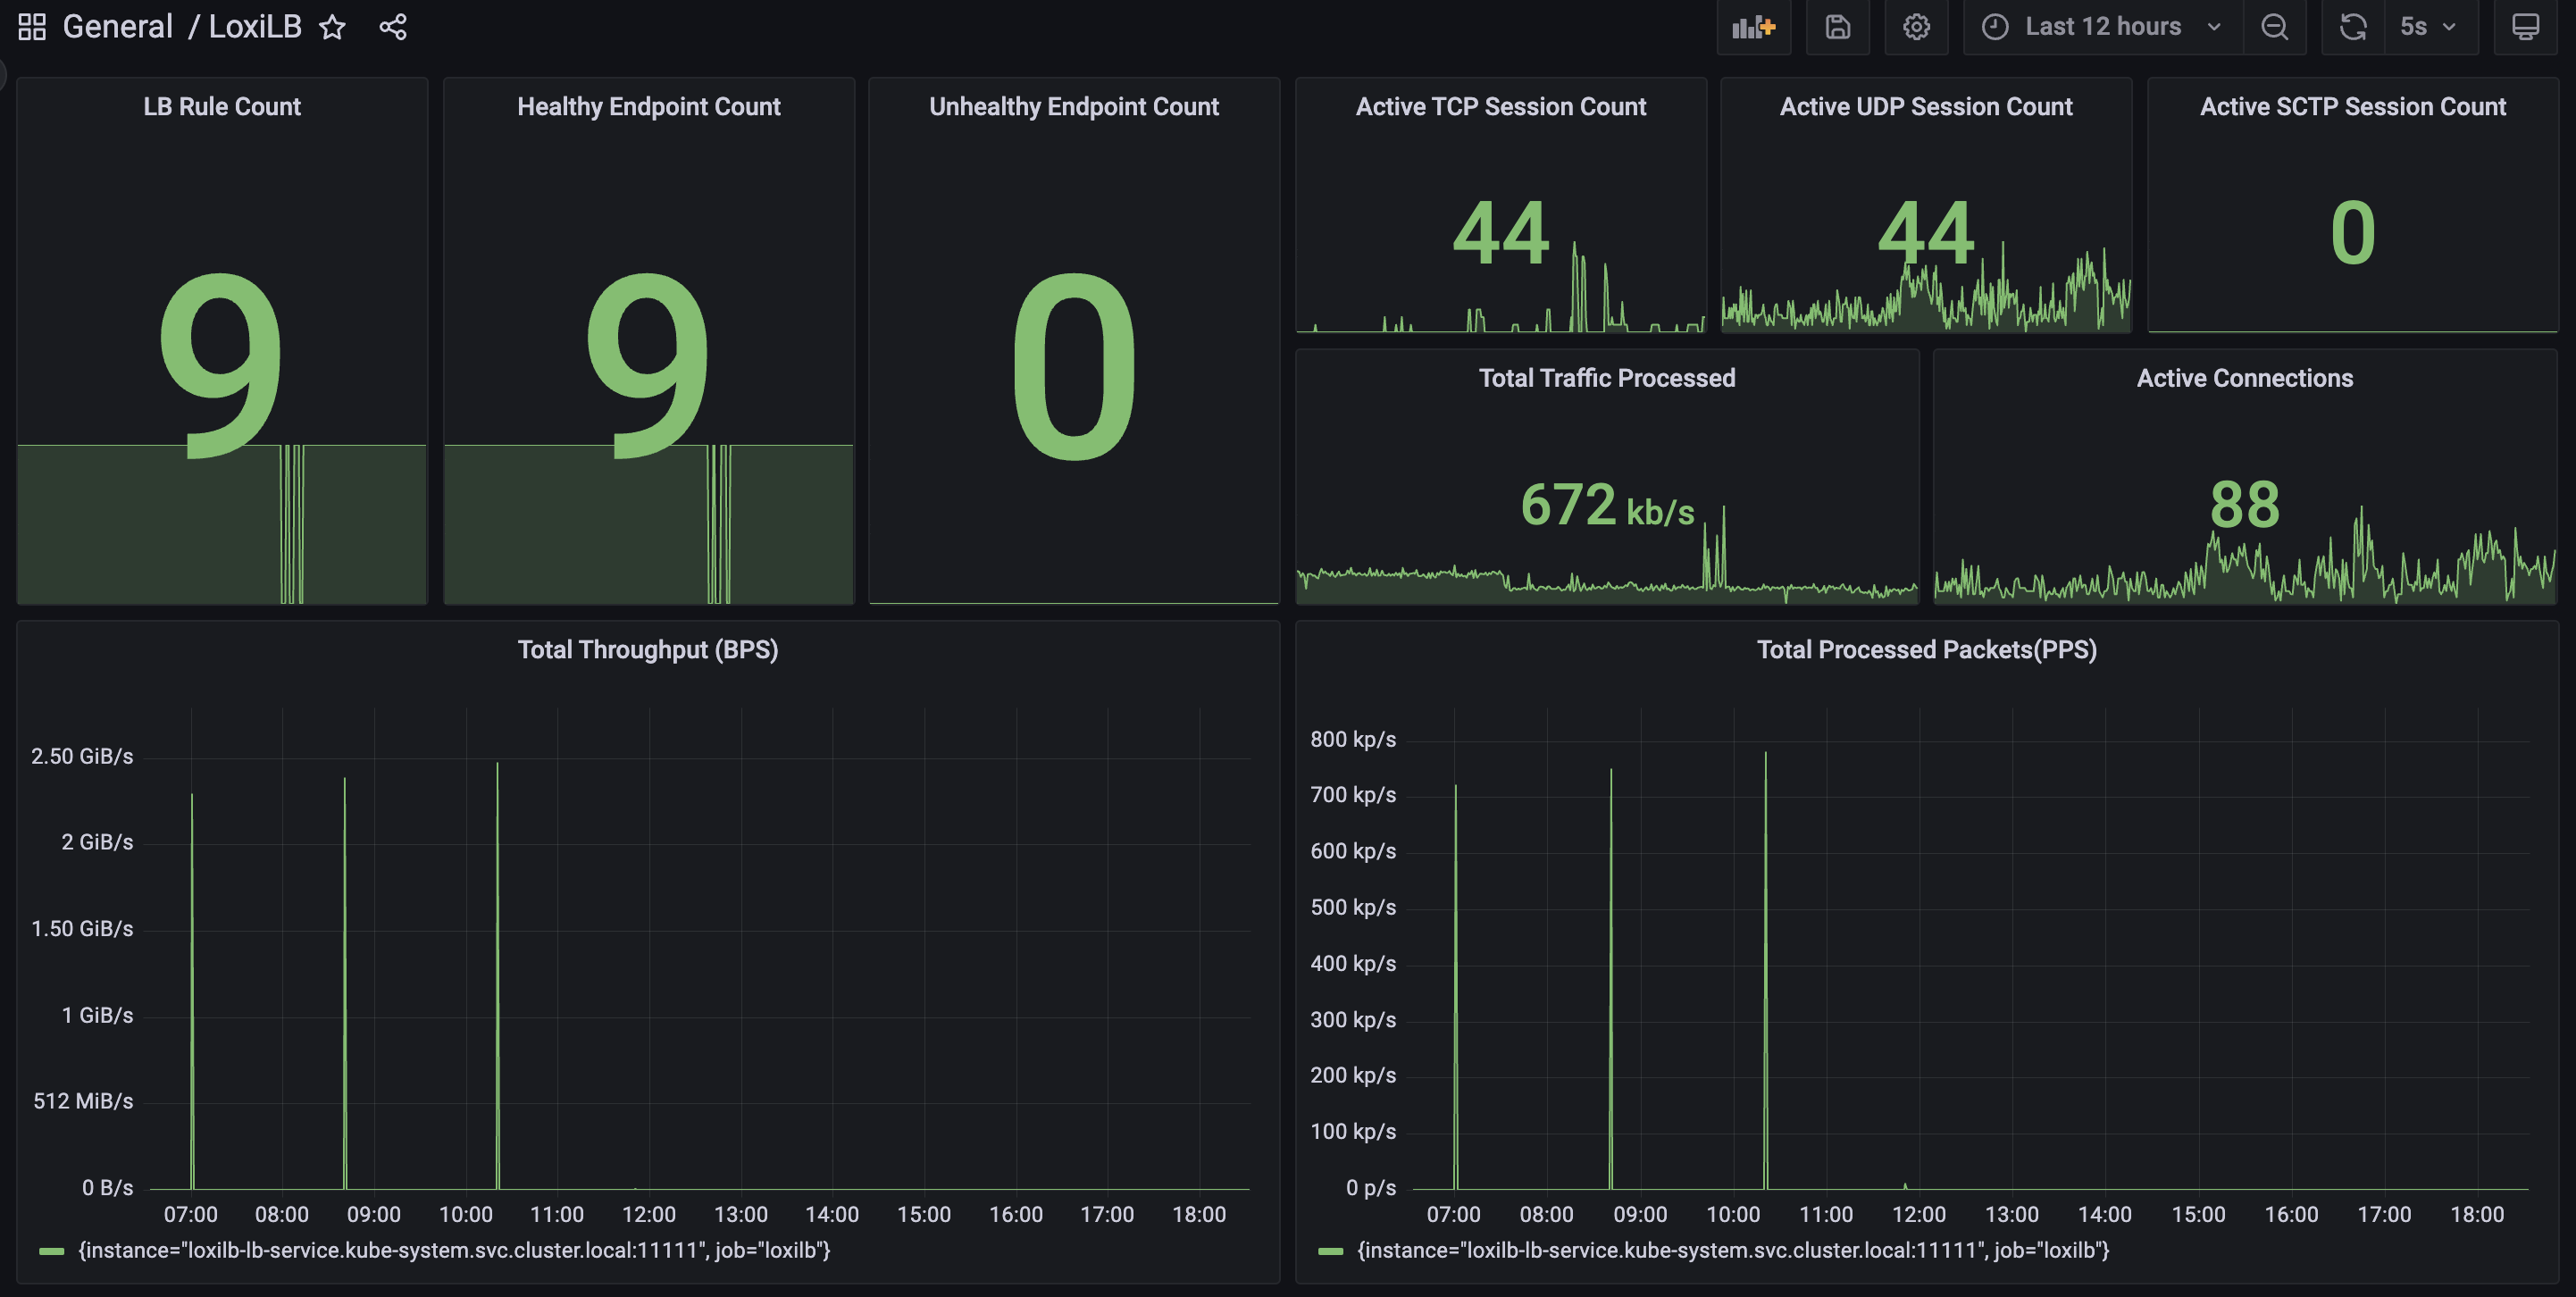 General / LoxiLB
Last 12 hours
5s
LB Rule Count
9
Healthy Endpoint Count
9
Unhealthy Endpoint Count
0
Active TCP Session Count
44
Active UDP Session Count
44
Active SCTP Session Count
0
Total Traffic Processed
672 kb/s
Active Connections
88
Total Throughput (BPS)
2.50 GiB/s
2 GiB/s
1.50 GiB/s
1 GiB/s
512 MiB/s
0 B/s
07:00 08:00 09:00 10:00 11:00 12:00 13:00 14:00 15:00 16:00 17:00 18:00
{instance="loxilb-lb-service.kube-system.svc.cluster.local:11111", job="loxilb"}
Total Processed Packets(PPS)
800 kp/s
700 kp/s
600 kp/s
500 kp/s
400 kp/s
300 kp/s
200 kp/s
100 kp/s
0 p/s
07:00 08:00 09:00 10:00 11:00 12:00 13:00 14:00 15:00 16:00 17:00 18:00
{instance="loxilb-lb-service.kube-system.svc.cluster.local:11111", job="loxilb"}